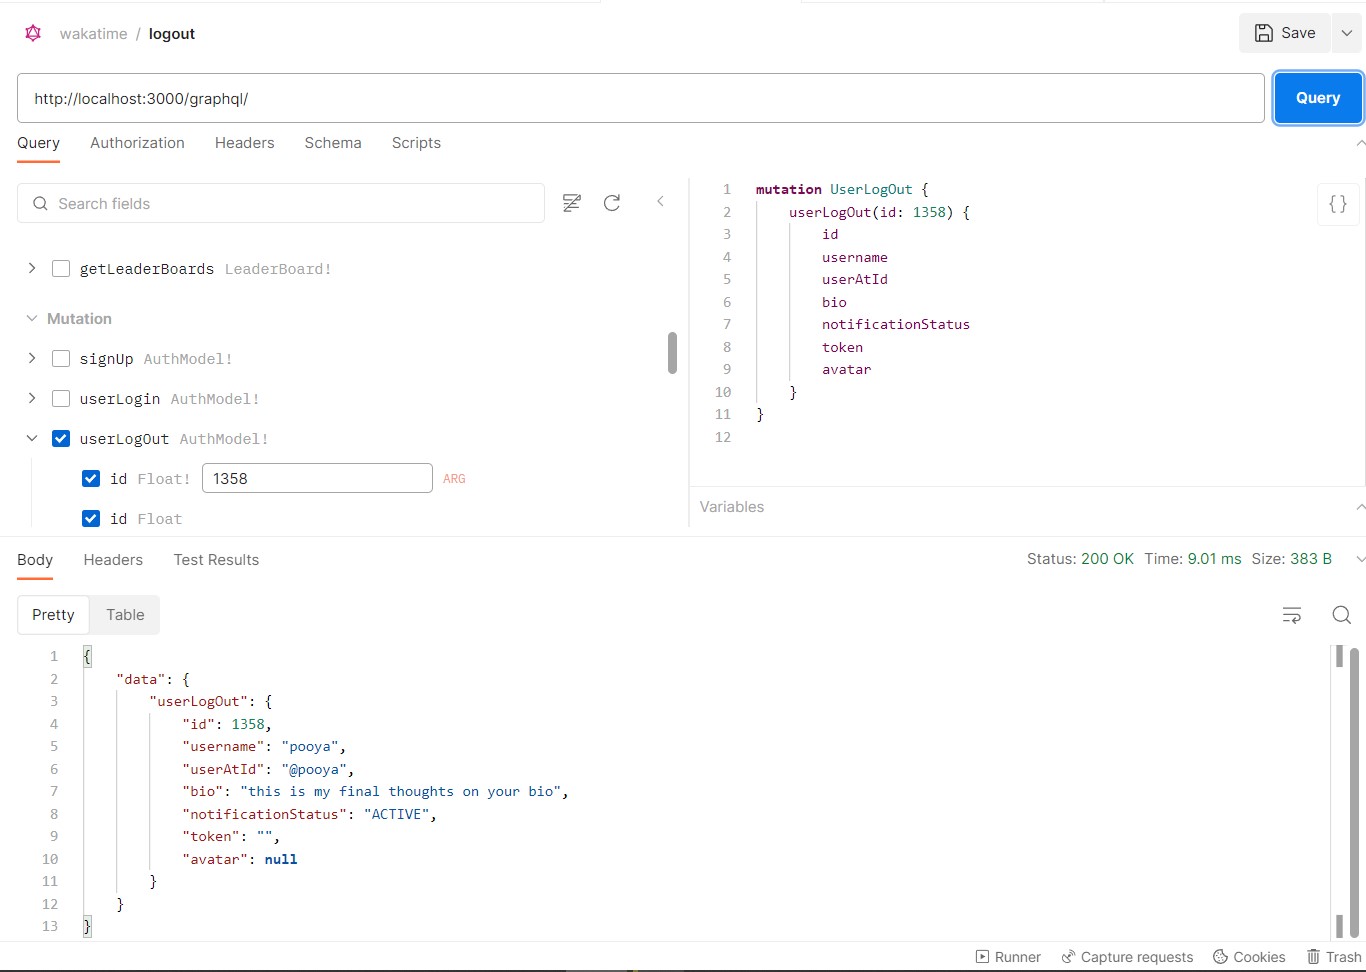 wakatime / logout
Save
http://localhost:3000/graphql/
Query
Query Authorization Headers Schema Scripts
Search fields
getLeaderBoards LeaderBoard!
Mutation
signUp AuthModel!
userLogin AuthModel!
userLogOut AuthModel!
id Float! 1358 ARG
id Float
1 mutation UserLogOut {
2 userLogOut(id: 1358) {
3 id
4 username
5 userAtId
6 bio
7 notificationStatus
8 token
9 avatar
10 }
11 }
12
{}
Variables
Body Headers Test Results
Status: 200 OK Time: 9.01 ms Size: 383 B
Pretty Table
1 {
2 "data": {
3 "userLogOut": {
4 "id": 1358,
5 "username": "pooya",
6 "userAtId": "@pooya",
7 "bio": "this is my final thoughts on your bio",
8 "notificationStatus": "ACTIVE",
9 "token": "",
10 "avatar": null
11 }
12 }
13 }
Runner Capture requests Cookies Trash